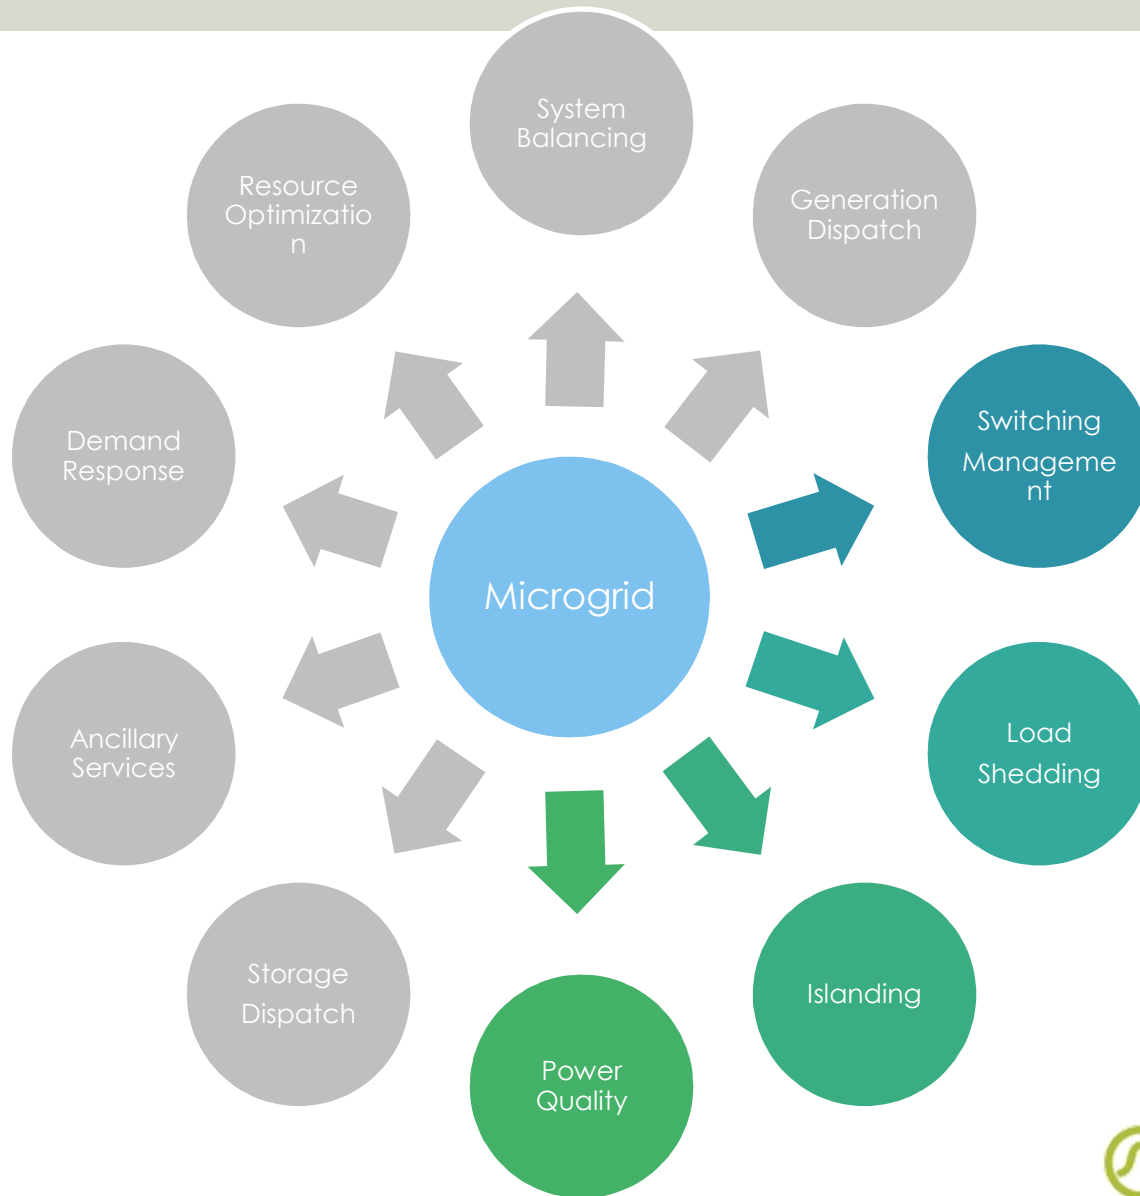 System
Balancing
Generation
Dispatch
Switching
Manageme
nt
Load
Shedding
Islanding
Power
Quality
Storage
Dispatch
Ancillary
Services
Demand
Response
Resource
Optimizatio
n
Microgrid